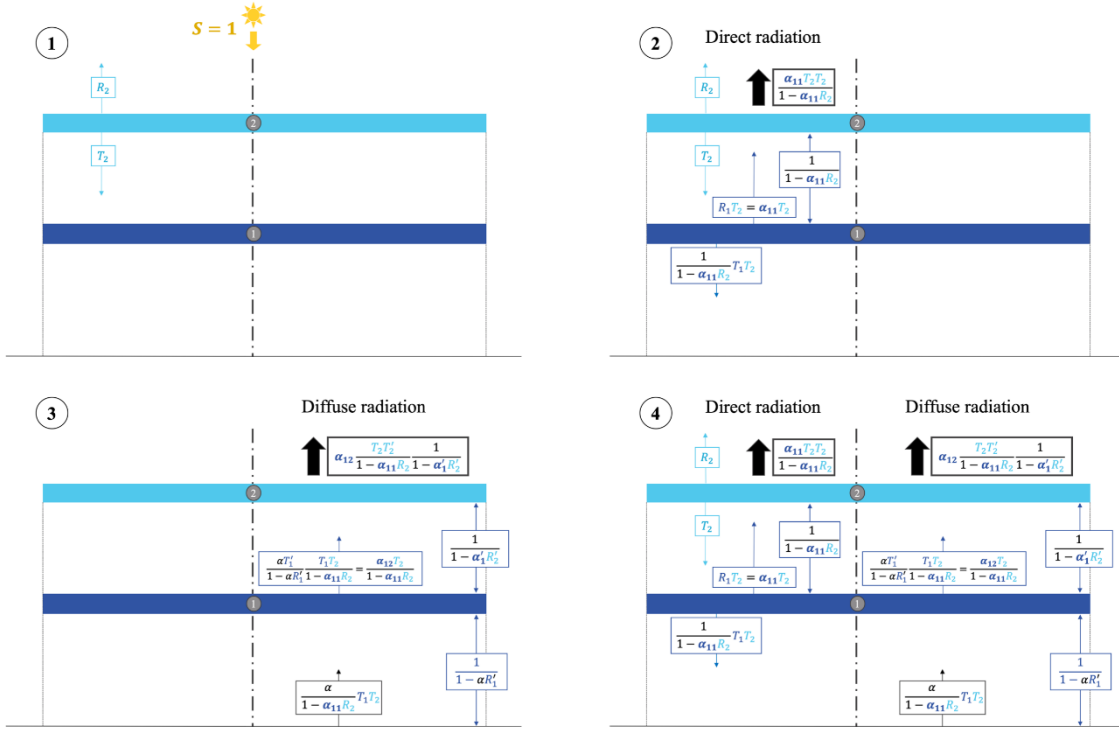 1
S = 1
R₂
2
T₂
1
2
Direct radiation
α₁₁T₂T₂ / (1 − α₁₁R₂)
R₂
2
T₂
1 / (1 − α₁₁R₂)
R₁T₂ = α₁₁T₂
1
1 / (1 − α₁₁R₂) T₁T₂
3
Diffuse radiation
α₁₂ T₂T₂′ / (1 − α₁₁R₂) 1 / (1 − α₁′R₂′)
2
1 / (1 − α₁′R₂′)
αT₁′ / (1 − αR₁′) T₁T₂ / (1 − α₁₁R₂) = α₁₂T₂ / (1 − α₁₁R₂)
1
1 / (1 − αR₁′)
α / (1 − α₁₁R₂) T₁T₂
4
Direct radiation
Diffuse radiation
R₂
α₁₁T₂T₂ / (1 − α₁₁R₂)
α₁₂ T₂T₂′ / (1 − α₁₁R₂) 1 / (1 − α₁′R₂′)
2
T₂
1 / (1 − α₁₁R₂)
1 / (1 − α₁′R₂′)
R₁T₂ = α₁₁T₂
αT₁′ / (1 − αR₁′) T₁T₂ / (1 − α₁₁R₂) = α₁₂T₂ / (1 − α₁₁R₂)
1
1 / (1 − α₁₁R₂) T₁T₂
1 / (1 − αR₁′)
α / (1 − α₁₁R₂) T₁T₂